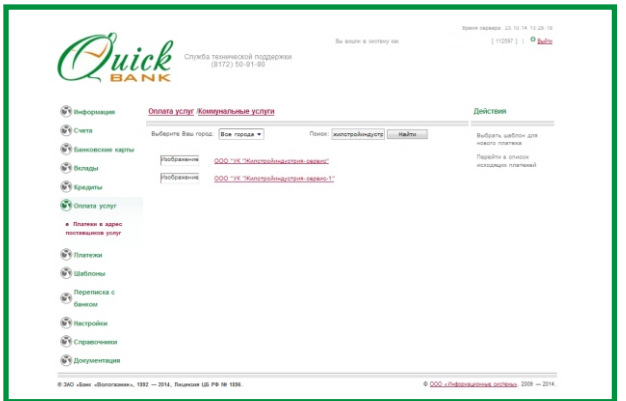 Время сервера: 23.10.14 13:25:18
Quick
BANK
Служба технической поддержки
(8172) 50-91-90
Вы вошли в систему как
[ 112097 ] | Выйти
Информация
Счета
Банковские карты
Вклады
Кредиты
Оплата услуг
Платежи в адрес
поставщиков услуг
Платежи
Шаблоны
Переписка с
банком
Настройки
Справочники
Документация
Оплата услуг /Коммунальные услуги
Выберите Ваш город: Все города Поиск: жилстройиндустр Найти
Изображение ООО "УК "Жилстройиндустрия-сервис"
Изображение ООО "УК "Жилстройиндустрия-сервис-1"
Действия
Выбрать шаблон для
нового платежа
Перейти в список
исходящих платежей
© ЗАО «Банк «Вологжанин», 1992 — 2014, Лицензия ЦБ РФ № 1896.
© ООО «Информационные системы», 2009 — 2014.